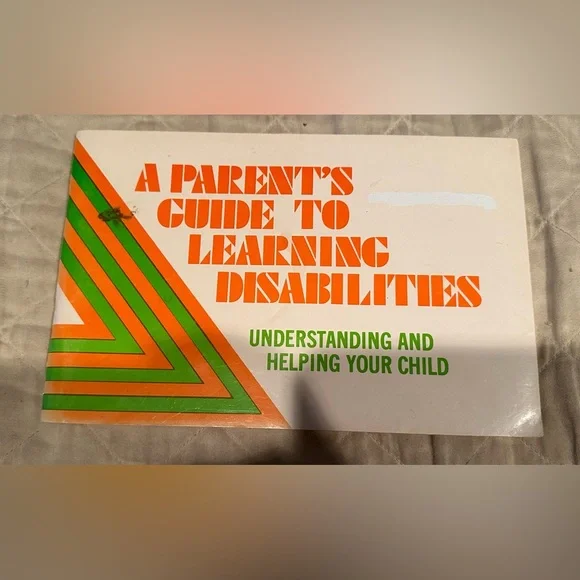 A PARENT'S
GUIDE TO
LEARNING
DISABILITIES
UNDERSTANDING AND
HELPING YOUR CHILD